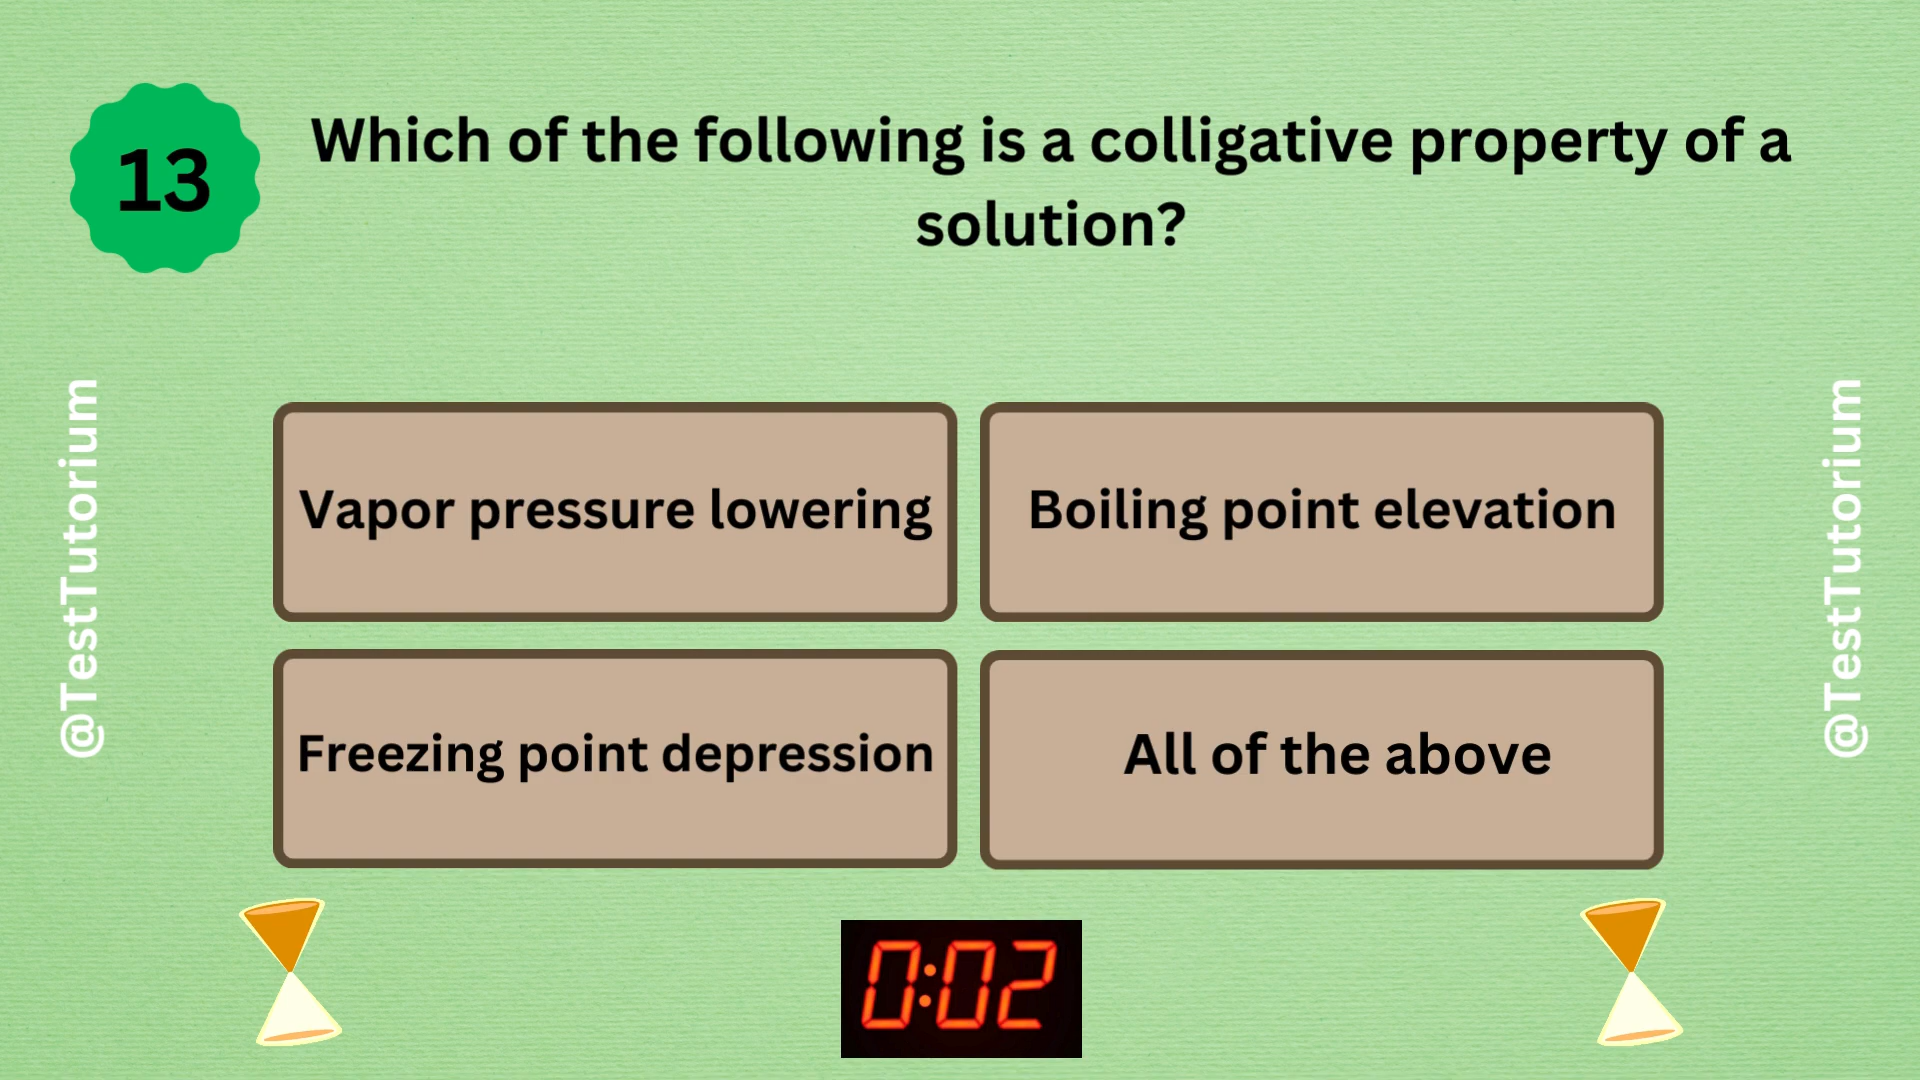 13
Which of the following is a colligative property of a
solution?
@TestTutorium
@TestTutorium
Vapor pressure lowering
Boiling point elevation
Freezing point depression
All of the above
0:02